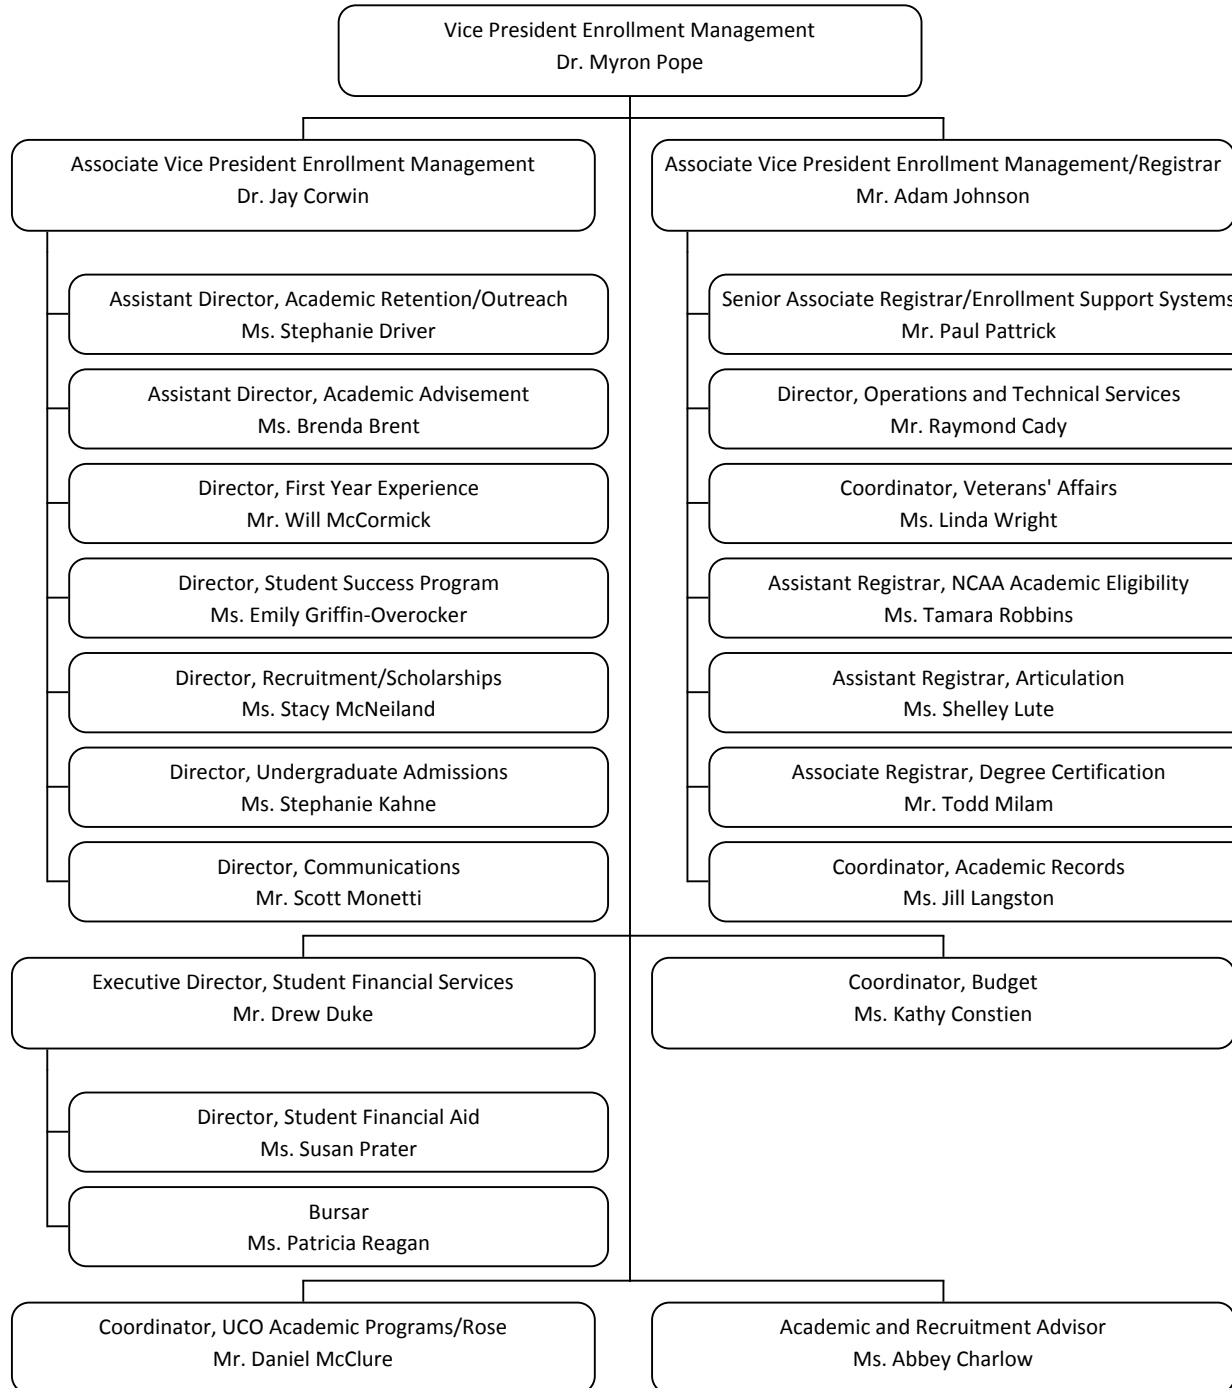 Vice President Enrollment Management
Dr. Myron Pope
Associate Vice President Enrollment Management
Dr. Jay Corwin
Assistant Director, Academic Retention/Outreach
Ms. Stephanie Driver
Assistant Director, Academic Advisement
Ms. Brenda Brent
Director, First Year Experience
Mr. Will McCormick
Director, Student Success Program
Ms. Emily Griffin-Overocker
Director, Recruitment/Scholarships
Ms. Stacy McNeiland
Director, Undergraduate Admissions
Ms. Stephanie Kahne
Director, Communications
Mr. Scott Monetti
Associate Vice President Enrollment Management/Registrar
Mr. Adam Johnson
Senior Associate Registrar/Enrollment Support Systems
Mr. Paul Pattrick
Director, Operations and Technical Services
Mr. Raymond Cady
Coordinator, Veterans' Affairs
Ms. Linda Wright
Assistant Registrar, NCAA Academic Eligibility
Ms. Tamara Robbins
Assistant Registrar, Articulation
Ms. Shelley Lute
Associate Registrar, Degree Certification
Mr. Todd Milam
Coordinator, Academic Records
Ms. Jill Langston
Executive Director, Student Financial Services
Mr. Drew Duke
Director, Student Financial Aid
Ms. Susan Prater
Bursar
Ms. Patricia Reagan
Coordinator, Budget
Ms. Kathy Constien
Coordinator, UCO Academic Programs/Rose
Mr. Daniel McClure
Academic and Recruitment Advisor
Ms. Abbey Charlow